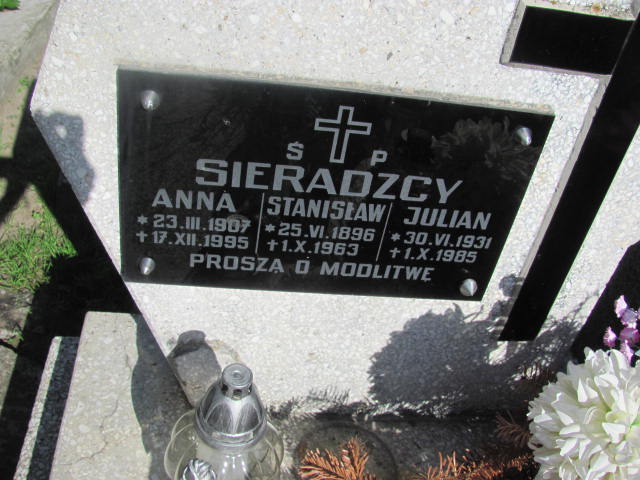 Ś P
SIERADZCY
ANNA STANISŁAW JULIAN
* 23.III.1907 * 25.VI.1896 * 30.VI.1931
† 17.XII.1995 † 1.X.1963 † 1.X.1985
PROSZĄ O MODLITWĘ